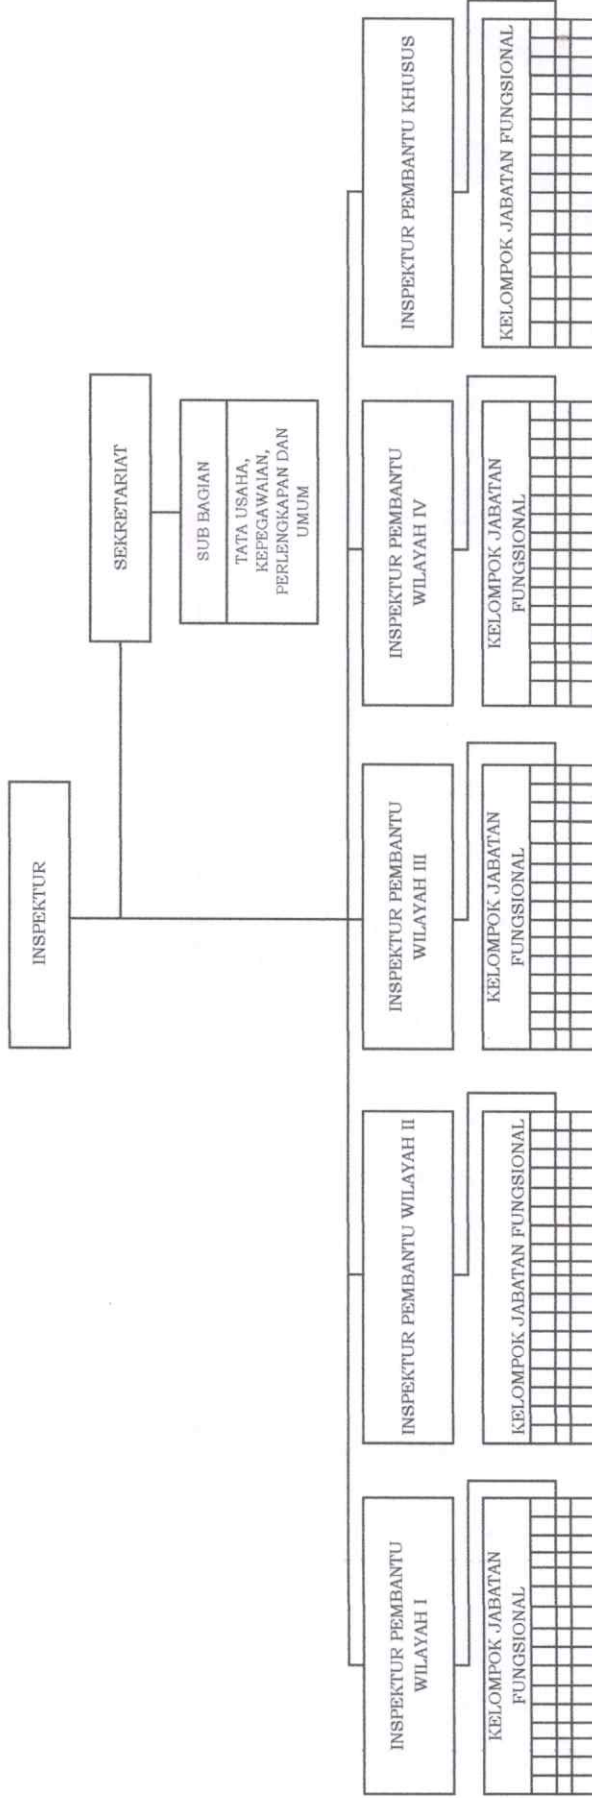 INSPEKTUR
SEKRETARIAT
SUB BAGIAN
TATA USAHA,
KEPEGAWAIAN,
PERLENGKAPAN DAN
UMUM
INSPEKTUR PEMBANTU
WILAYAH I
INSPEKTUR PEMBANTU WILAYAH II
INSPEKTUR PEMBANTU
WILAYAH III
INSPEKTUR PEMBANTU
WILAYAH IV
INSPEKTUR PEMBANTU KHUSUS
KELOMPOK JABATAN
FUNGSIONAL
KELOMPOK JABATAN FUNGSIONAL
KELOMPOK JABATAN
FUNGSIONAL
KELOMPOK JABATAN
FUNGSIONAL
KELOMPOK JABATAN FUNGSIONAL